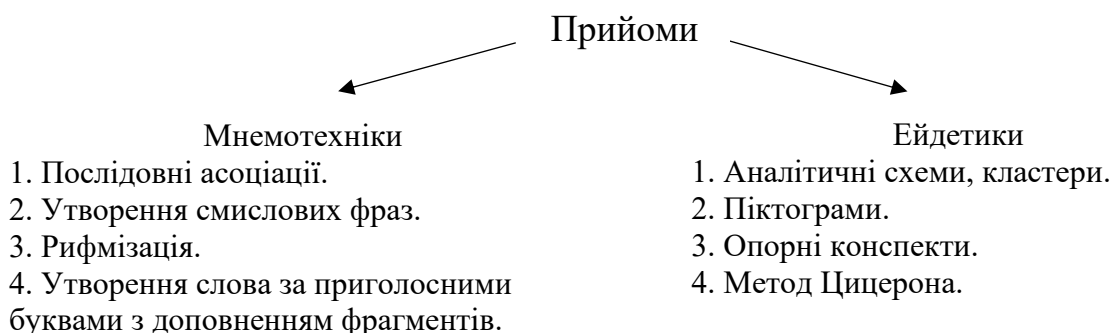 Прийоми
Мнемотехніки
1. Послідовні асоціації.
2. Утворення смислових фраз.
3. Рифмізація.
4. Утворення слова за приголосними
буквами з доповненням фрагментів.
Ейдетики
1. Аналітичні схеми, кластери.
2. Піктограми.
3. Опорні конспекти.
4. Метод Цицерона.